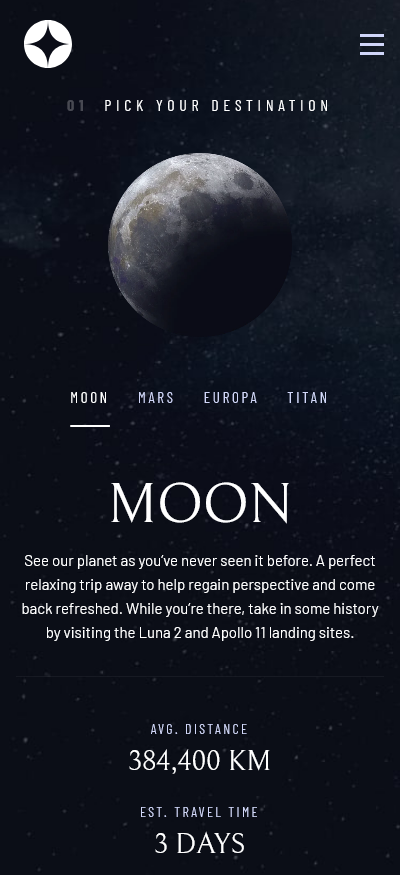 01 PICK YOUR DESTINATION
MOON MARS EUROPA TITAN
MOON
See our planet as you’ve never seen it before. A perfect
relaxing trip away to help regain perspective and come
back refreshed. While you’re there, take in some history
by visiting the Luna 2 and Apollo 11 landing sites.
AVG. DISTANCE
384,400 KM
EST. TRAVEL TIME
3 DAYS